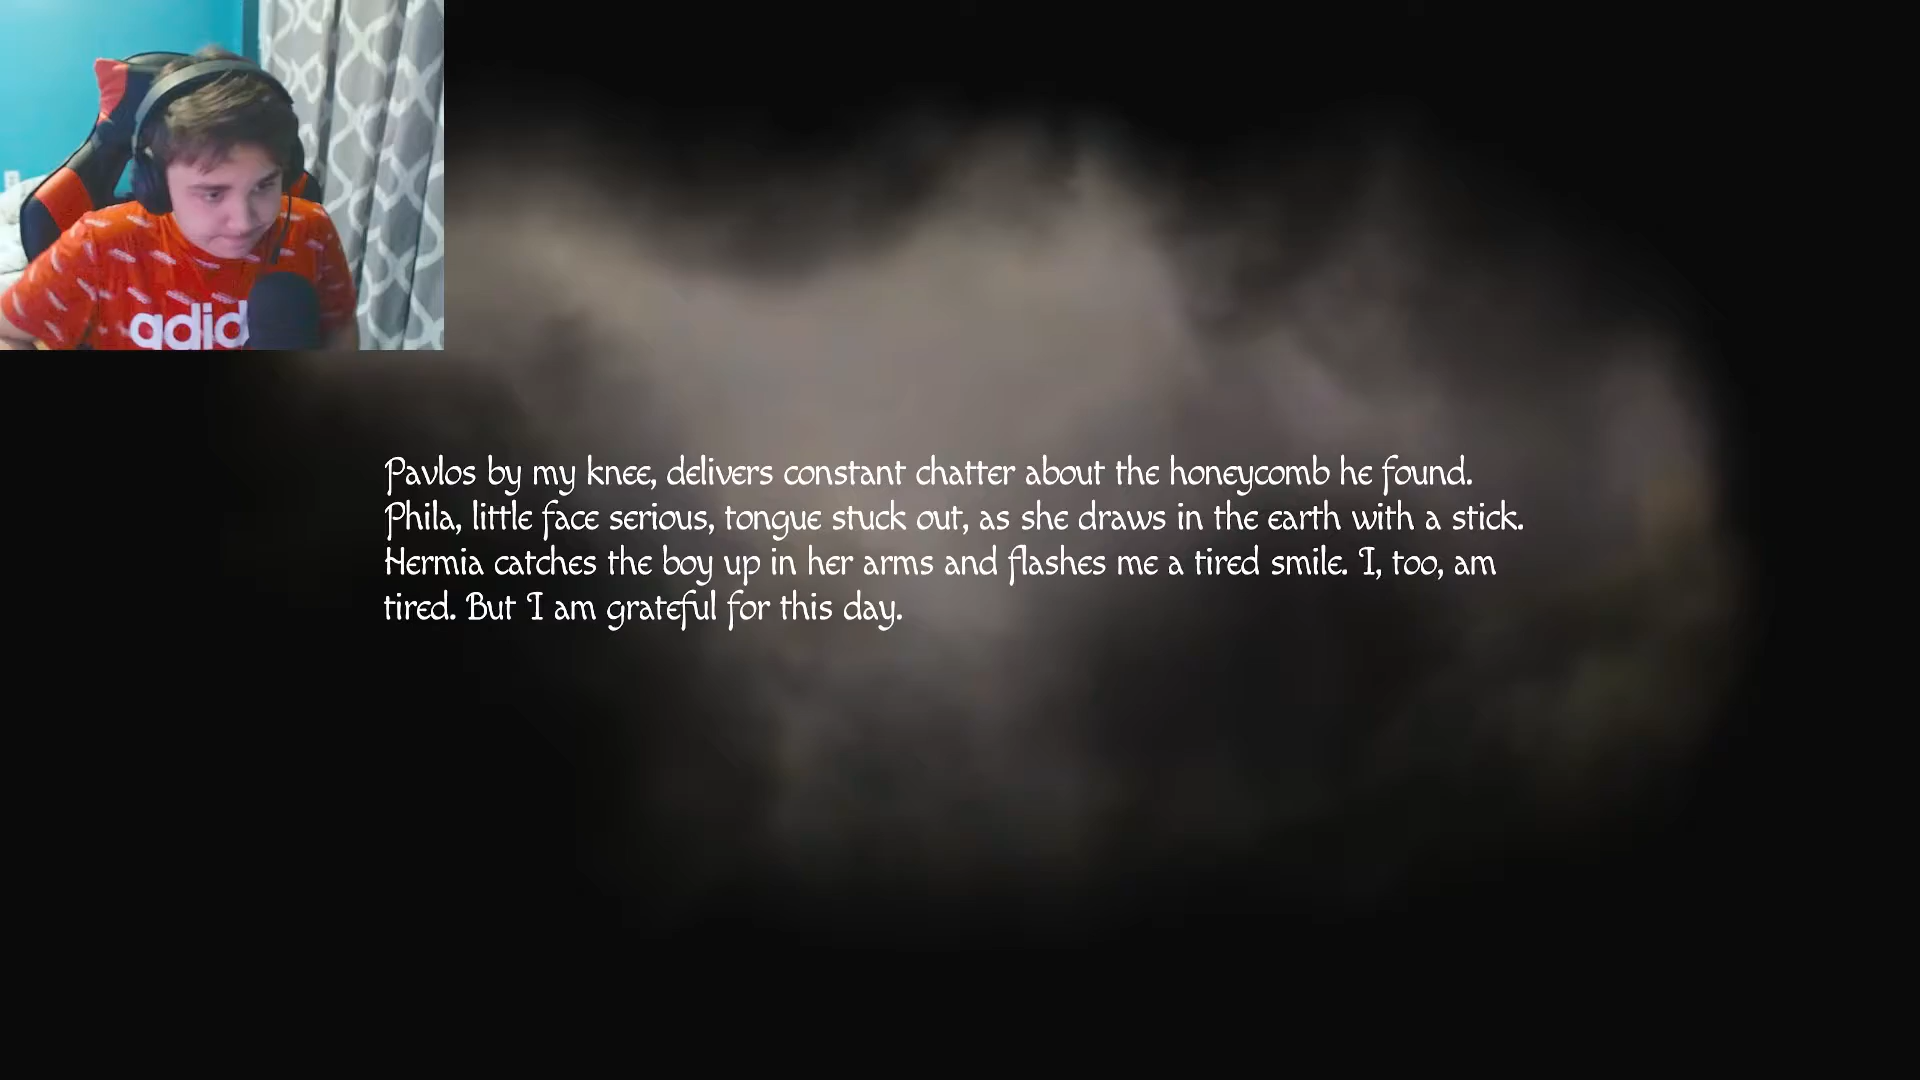 adid
Pavlos by my knee, delivers constant chatter about the honeycomb he found.
Phila, little face serious, tongue stuck out, as she draws in the earth with a stick.
Hermia catches the boy up in her arms and flashes me a tired smile. I, too, am
tired. But I am grateful for this day.